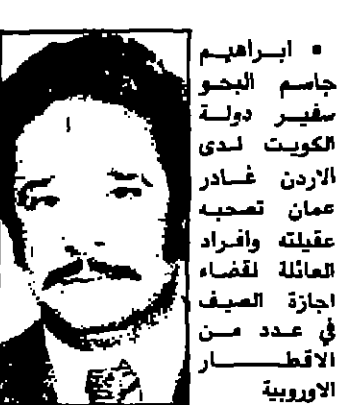 ▪ ابراهيم
جاسم البحو
سفير دولة
الكويت لدى
الاردن غادر
عمان تصحبه
عقيلته وافراد
العائلة لقضاء
اجازة الصيف
في عدد من
الاقطار
الاوروبية